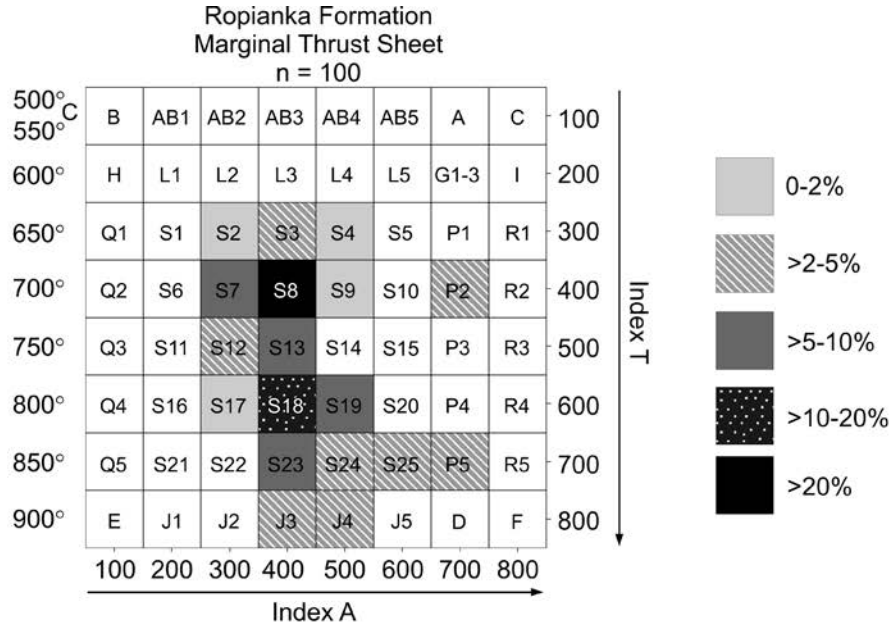 Ropianka Formation
Marginal Thrust Sheet
n = 100
500° C
550°
B AB1 AB2 AB3 AB4 AB5 A C 100
600° H L1 L2 L3 L4 L5 G1-3 I 200
650° Q1 S1 S2 S3 S4 S5 P1 R1 300
700° Q2 S6 S7 S8 S9 S10 P2 R2 400
750° Q3 S11 S12 S13 S14 S15 P3 R3 500
800° Q4 S16 S17 S18 S19 S20 P4 R4 600
850° Q5 S21 S22 S23 S24 S25 P5 R5 700
900° E J1 J2 J3 J4 J5 D F 800
100 200 300 400 500 600 700 800
Index A
Index T
0-2%
>2-5%
>5-10%
>10-20%
>20%